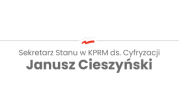 Sekretarz Stanu w KPRM ds. Cyfryzacji
Janusz Cieszyński